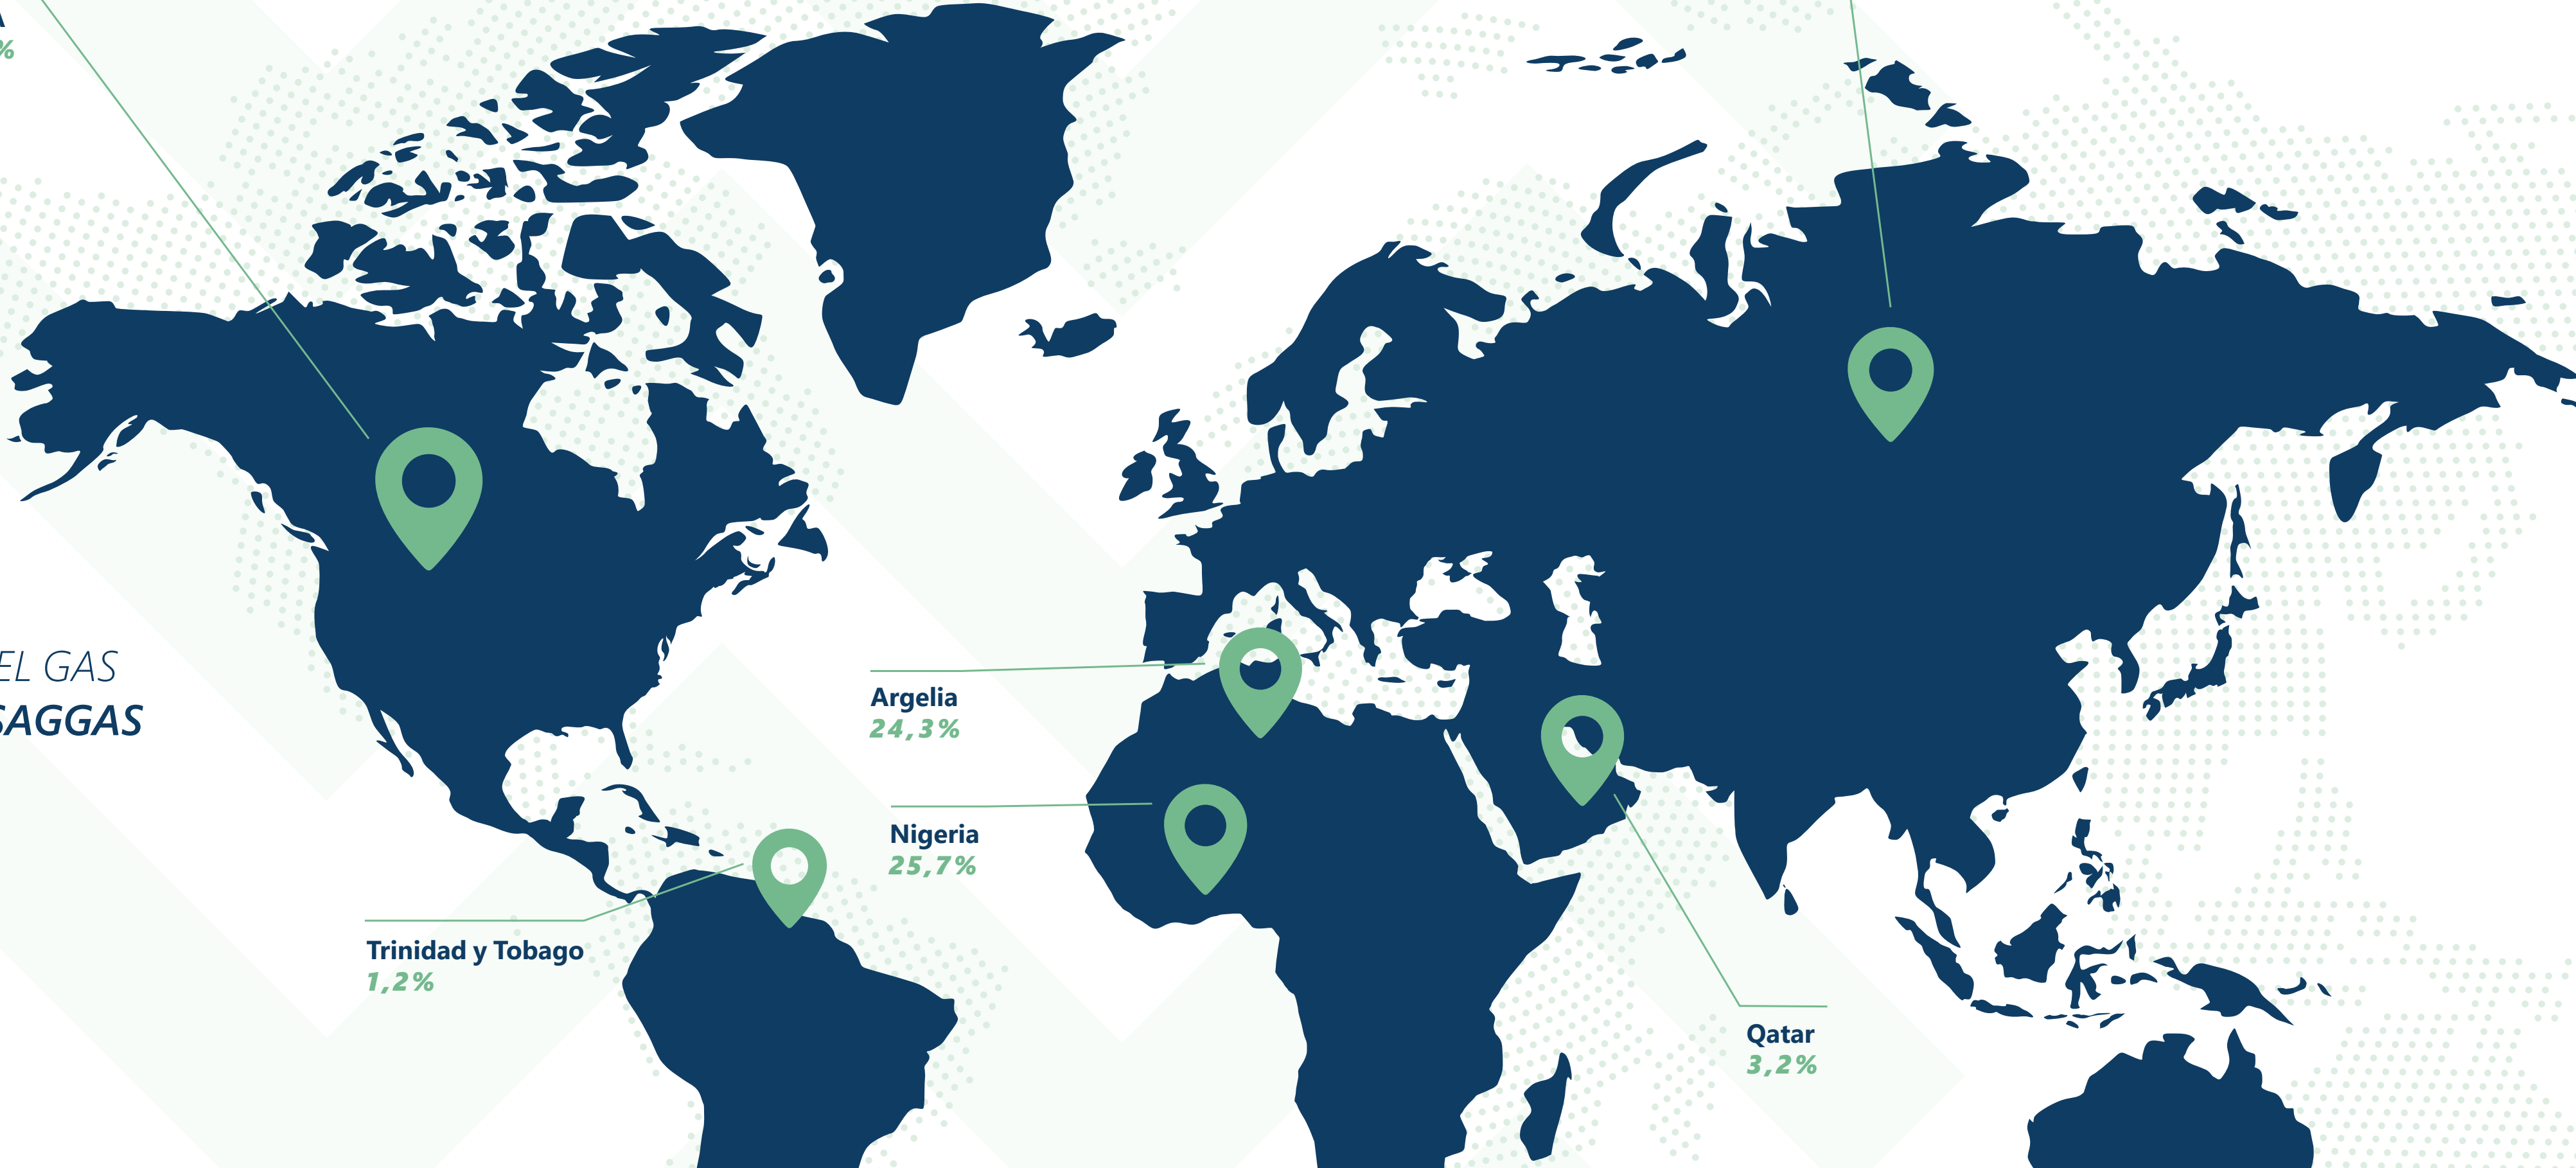 %
EL GAS
SAGGAS
Argelia
24,3%
Nigeria
25,7%
Trinidad y Tobago
1,2%
Qatar
3,2%